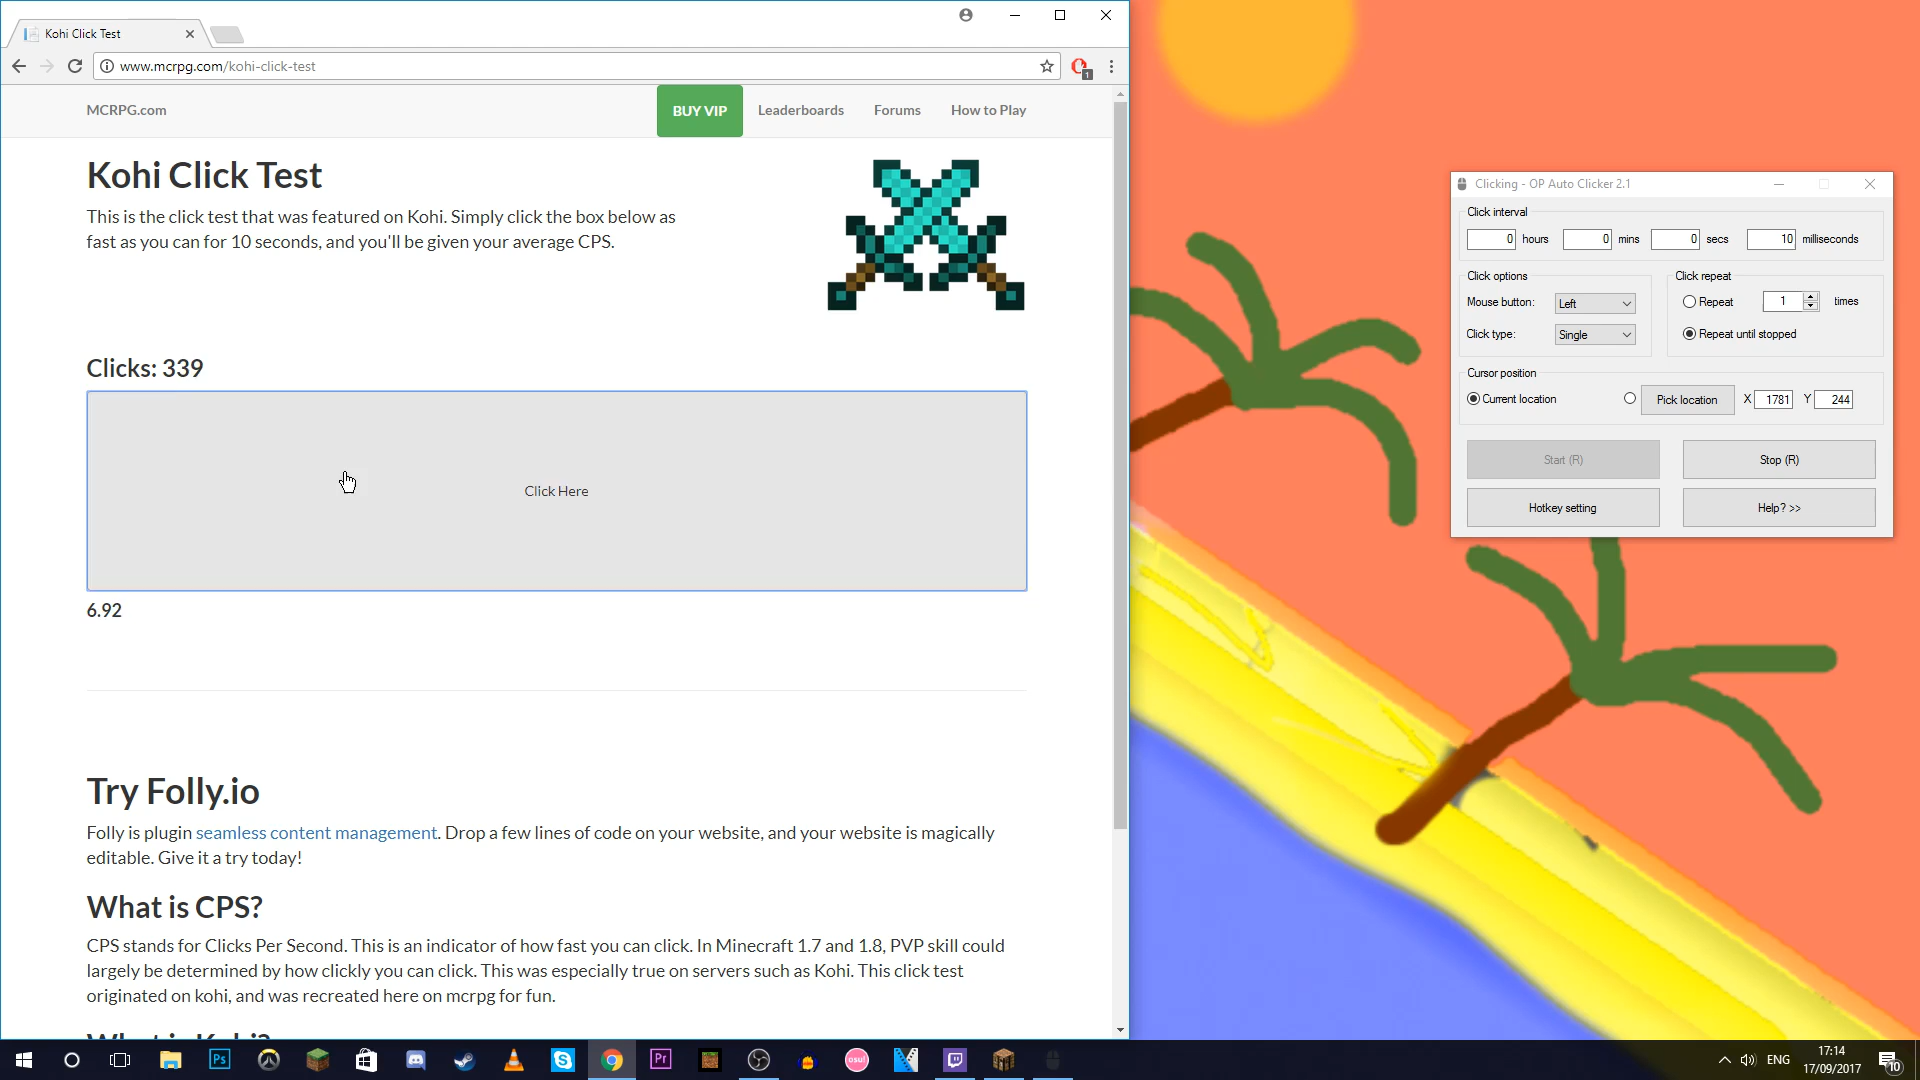 Kohi Click Test
www.mcrpg.com/kohi-click-test
1
MCRPG.com
BUY VIP
Leaderboards
Forums
How to Play
Kohi Click Test
This is the click test that was featured on Kohi. Simply click the box below as
fast as you can for 10 seconds, and you'll be given your average CPS.
Clicks: 339
Click Here
6.92
Try Folly.io
Folly is plugin seamless content management. Drop a few lines of code on your website, and your website is magically
editable. Give it a try today!
What is CPS?
CPS stands for Clicks Per Second. This is an indicator of how fast you can click. In Minecraft 1.7 and 1.8, PVP skill could
largely be determined by how clickly you can click. This was especially true on servers such as Kohi. This click test
originated on kohi, and was recreated here on mcrpg for fun.
What is Kohi?
Clicking - OP Auto Clicker 2.1
Click interval
0 hours 0 mins 0 secs 10 milliseconds
Click options
Mouse button: Left
Click type: Single
Click repeat
Repeat 1 times
Repeat until stopped
Cursor position
Current location
Pick location X 1781 Y 244
Start (R)
Stop (R)
Hotkey setting
Help? >>
Ps
Pr
osu!
ENG
17:14
17/09/2017
10